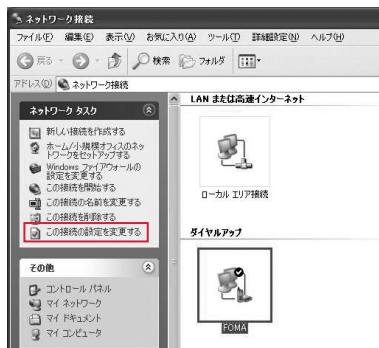 ネットワーク接続
ファイル(F) 編集(E) 表示(V) お気に入り(A) ツール(T) 詳細設定(N) ヘルプ(H)
戻る 検索 フォルダ
アドレス(D) ネットワーク接続
ネットワーク タスク
新しい接続を作成する
ホーム/小規模オフィスのネットワークをセットアップする
Windows ファイアウォールの設定を変更する
この接続を開始する
この接続の名前を変更する
この接続を削除する
この接続の設定を変更する
その他
コントロール パネル
マイ ネットワーク
マイ ドキュメント
マイ コンピュータ
LAN または高速インターネット
ローカル エリア接続
ダイヤルアップ
FOMA